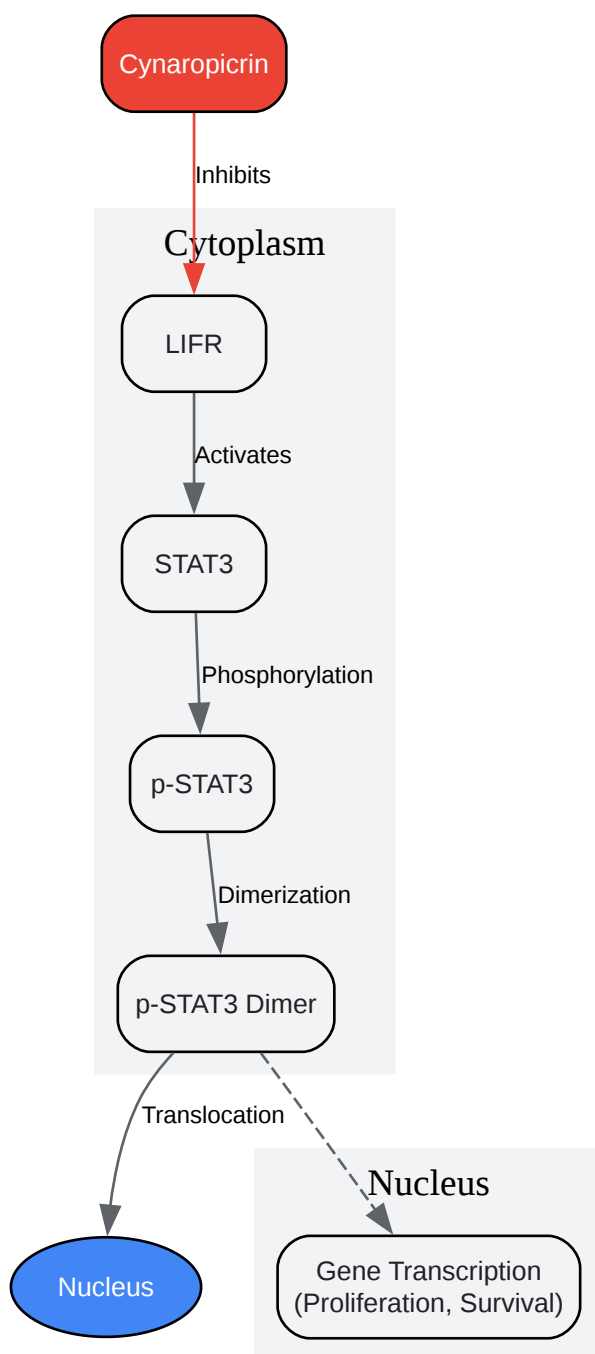 Cynaropicrin
Inhibits
Cytoplasm
LIFR
Activates
STAT3
Phosphorylation
p-STAT3
Dimerization
p-STAT3 Dimer
Translocation
Nucleus
Nucleus
Gene Transcription
(Proliferation, Survival)